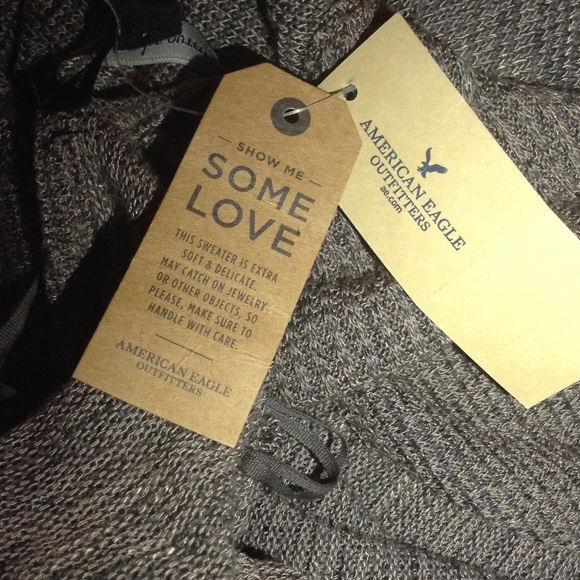 — SHOW ME —
SOME
LOVE
THIS SWEATER IS EXTRA
SOFT & DELICATE.
MAY CATCH ON JEWELRY
OR OTHER OBJECTS, SO
PLEASE, MAKE SURE TO
HANDLE WITH CARE.
AMERICAN EAGLE
OUTFITTERS
AMERICAN EAGLE
OUTFITTERS
ae.com